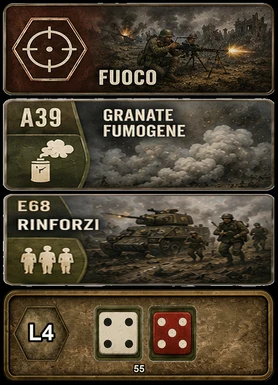 FUOCO
A39
GRANATE
FUMOGENE
E68
RINFORZI
L4
55